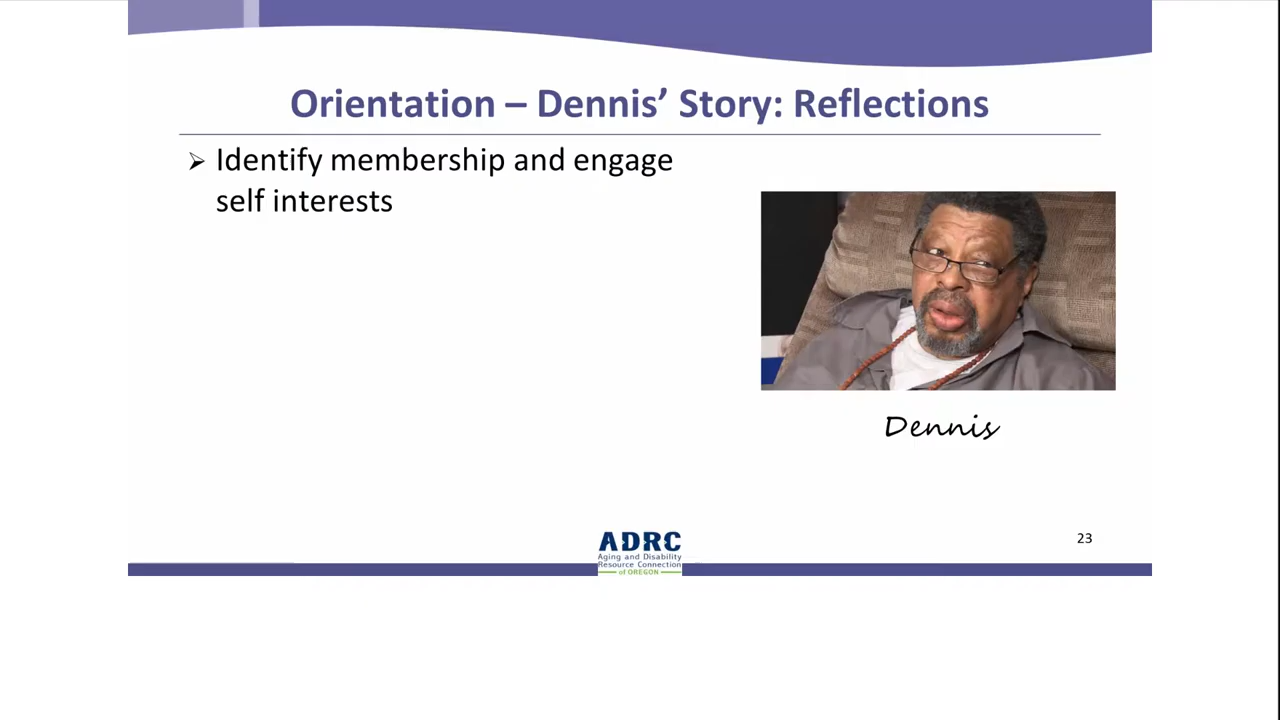 Orientation – Dennis’ Story: Reflections
➢ Identify membership and engage
self interests
Dennis
ADRC
Aging and Disability
Resource Connection
of OREGON
23